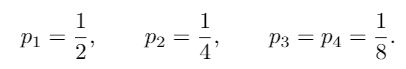 p₁ = 1/2, p₂ = 1/4, p₃ = p₄ = 1/8.